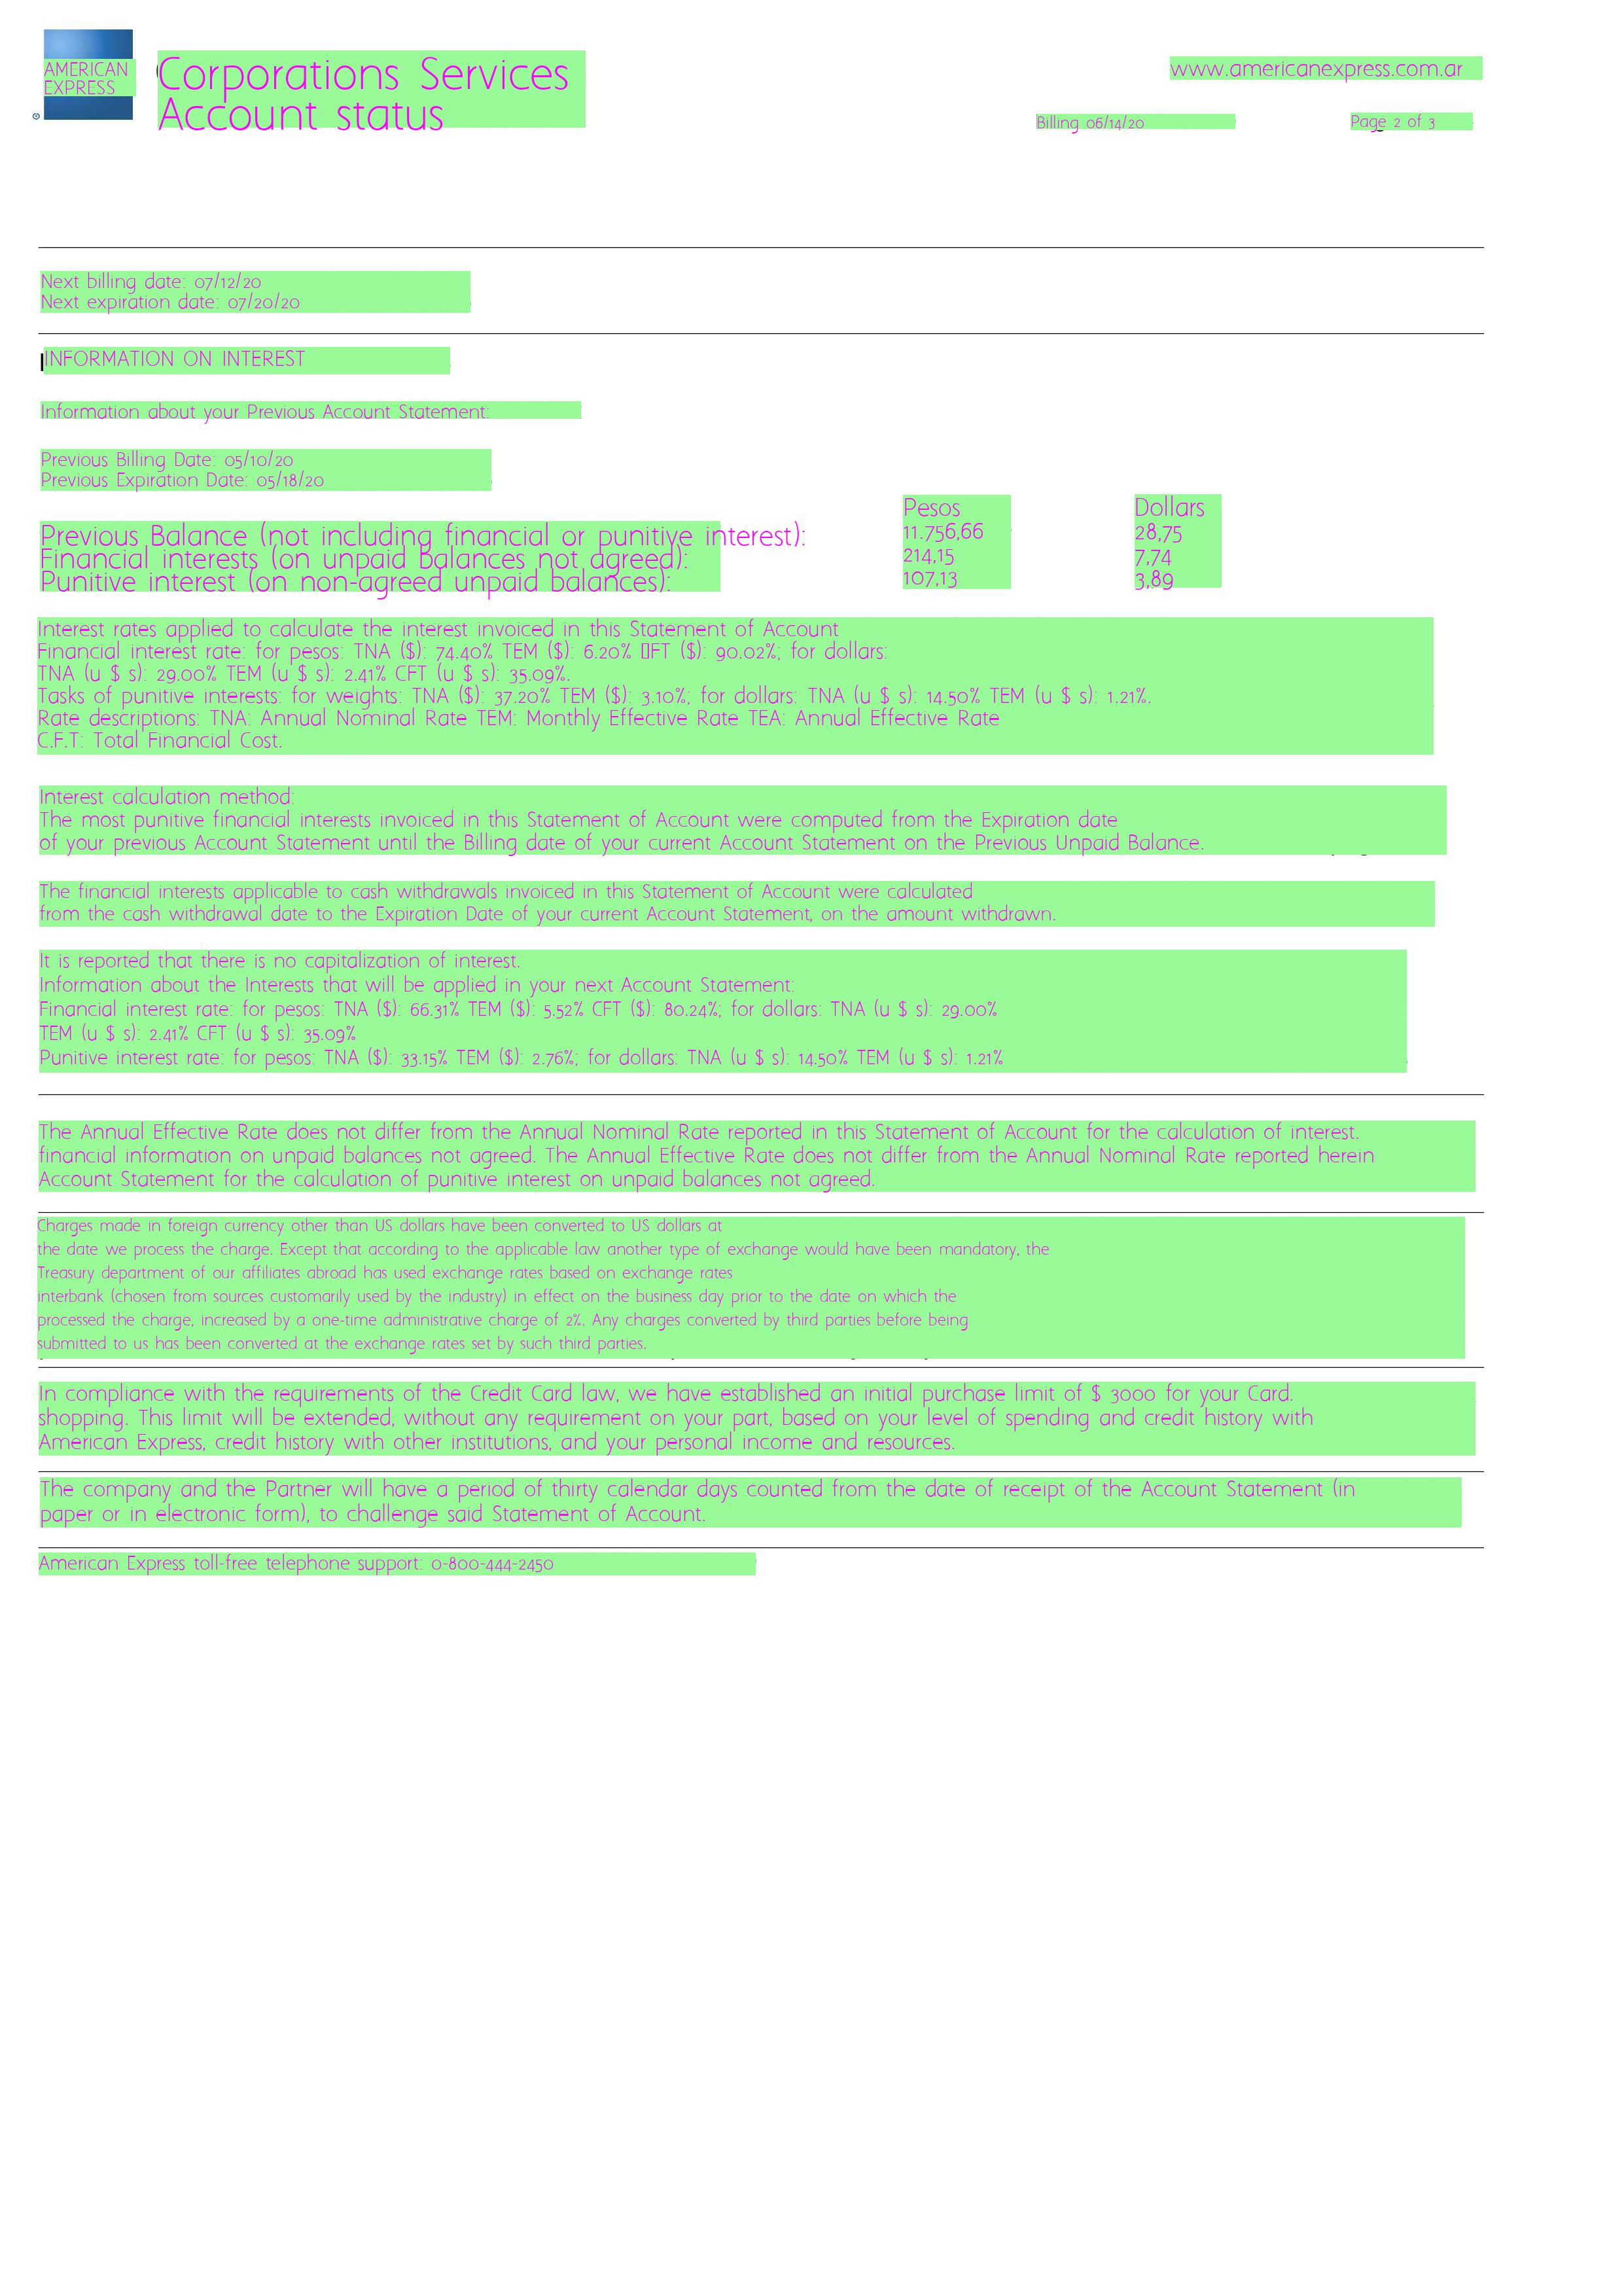 AMERICAN
EXPRESS
Corporations Services
Account status
www.americanexpress.com.ar
Billing 06/14/20
Page 2 of 3
Next billing date: 07/12/20
Next expiration date: 07/20/20
INFORMATION ON INTEREST
Information about your Previous Account Statement:
Previous Billing Date: 05/10/20
Previous Expiration Date: 05/18/20
Pesos Dollars
Previous Balance (not including financial or punitive interest): 11.756,66 28,75
Financial interests (on unpaid balances not agreed): 214,15 7,74
Punitive interest (on non-agreed unpaid balances): 107,13 3,89
Interest rates applied to calculate the interest invoiced in this Statement of Account
Financial interest rate: for pesos: TNA ($): 74.40% TEM ($): 6.20% ▯FT ($): 90.02%; for dollars:
TNA (u $ s): 29.00% TEM (u $ s): 2.41% CFT (u $ s): 35.09%.
Tasks of punitive interests: for weights: TNA ($): 37.20% TEM ($): 3.10%; for dollars: TNA (u $ s): 14.50% TEM (u $ s): 1.21%.
Rate descriptions: TNA: Annual Nominal Rate TEM: Monthly Effective Rate TEA: Annual Effective Rate
C.F.T: Total Financial Cost.
Interest calculation method:
The most punitive financial interests invoiced in this Statement of Account were computed from the Expiration date
of your previous Account Statement until the Billing date of your current Account Statement on the Previous Unpaid Balance.
The financial interests applicable to cash withdrawals invoiced in this Statement of Account were calculated
from the cash withdrawal date to the Expiration Date of your current Account Statement, on the amount withdrawn.
It is reported that there is no capitalization of interest.
Information about the Interests that will be applied in your next Account Statement:
Financial interest rate: for pesos: TNA ($): 66.31% TEM ($): 5.52% CFT ($): 80.24%; for dollars: TNA (u $ s): 29.00%
TEM (u $ s): 2.41% CFT (u $ s): 35.09%
Punitive interest rate: for pesos: TNA ($): 33.15% TEM ($): 2.76%; for dollars: TNA (u $ s): 14.50% TEM (u $ s): 1.21%
The Annual Effective Rate does not differ from the Annual Nominal Rate reported in this Statement of Account for the calculation of interest.
financial information on unpaid balances not agreed. The Annual Effective Rate does not differ from the Annual Nominal Rate reported herein
Account Statement for the calculation of punitive interest on unpaid balances not agreed.
Charges made in foreign currency other than US dollars have been converted to US dollars at
the date we process the charge. Except that according to the applicable law another type of exchange would have been mandatory, the
Treasury department of our affiliates abroad has used exchange rates based on exchange rates
interbank (chosen from sources customarily used by the industry) in effect on the business day prior to the date on which the
processed the charge, increased by a one-time administrative charge of 2%. Any charges converted by third parties before being
submitted to us has been converted at the exchange rates set by such third parties.
In compliance with the requirements of the Credit Card law, we have established an initial purchase limit of $ 3000 for your Card.
shopping. This limit will be extended, without any requirement on your part, based on your level of spending and credit history with
American Express, credit history with other institutions, and your personal income and resources.
The company and the Partner will have a period of thirty calendar days counted from the date of receipt of the Account Statement (in
paper or in electronic form), to challenge said Statement of Account.
American Express toll-free telephone support: 0-800-444-2450